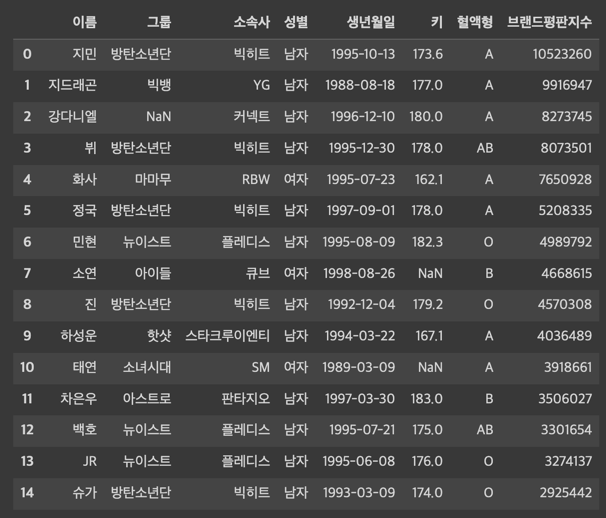 이름 그룹 소속사 성별 생년월일 키 혈액형 브랜드평판지수
0 지민 방탄소년단 빅히트 남자 1995-10-13 173.6 A 10523260
1 지드래곤 빅뱅 YG 남자 1988-08-18 177.0 A 9916947
2 강다니엘 NaN 커넥트 남자 1996-12-10 180.0 A 8273745
3 뷔 방탄소년단 빅히트 남자 1995-12-30 178.0 AB 8073501
4 화사 마마무 RBW 여자 1995-07-23 162.1 A 7650928
5 정국 방탄소년단 빅히트 남자 1997-09-01 178.0 A 5208335
6 민현 뉴이스트 플레디스 남자 1995-08-09 182.3 O 4989792
7 소연 아이들 큐브 여자 1998-08-26 NaN B 4668615
8 진 방탄소년단 빅히트 남자 1992-12-04 179.2 O 4570308
9 하성운 핫샷 스타크루이엔티 남자 1994-03-22 167.1 A 4036489
10 태연 소녀시대 SM 여자 1989-03-09 NaN A 3918661
11 차은우 아스트로 판타지오 남자 1997-03-30 183.0 B 3506027
12 백호 뉴이스트 플레디스 남자 1995-07-21 175.0 AB 3301654
13 JR 뉴이스트 플레디스 남자 1995-06-08 176.0 O 3274137
14 슈가 방탄소년단 빅히트 남자 1993-03-09 174.0 O 2925442